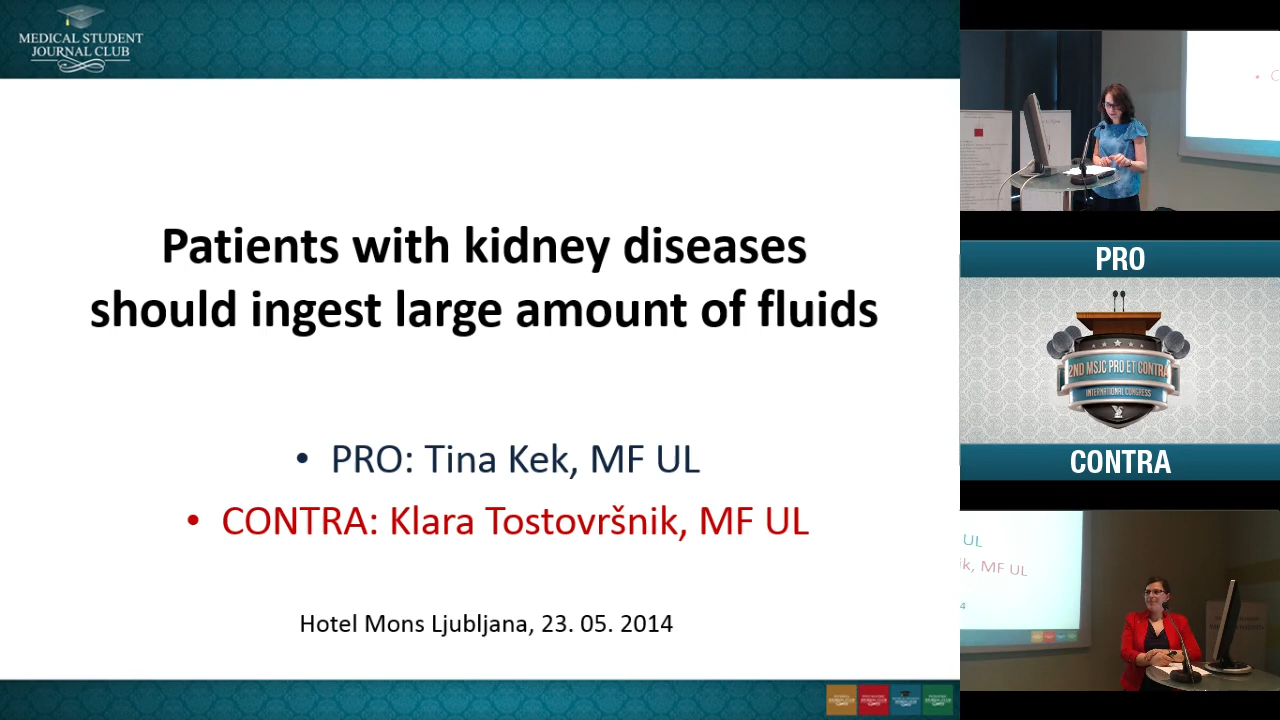 MEDICAL STUDENT
JOURNAL CLUB
Patients with kidney diseases
should ingest large amount of fluids
• PRO: Tina Kek, MF UL
• CONTRA: Klara Tostovršnik, MF UL
Hotel Mons Ljubljana, 23. 05. 2014
• C
PRO
2ND MSJC PRO ET CONTRA
INTERNATIONAL CONGRESS
CONTRA
UL
ik, MF UL
4